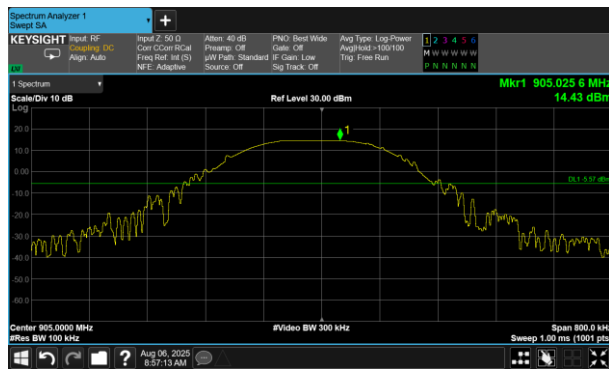 Spectrum Analyzer 1
Swept SA
+
KEYSIGHT
Input: RF
Coupling: DC
Align: Auto
Input Z: 50 Ω
Corr CCorr RCal
Freq Ref: Int (S)
NFE: Adaptive
Atten: 40 dB
Preamp: Off
µW Path: Standard
Source: Off
PNO: Best Wide
Gate: Off
IF Gain: Low
Sig Track: Off
Avg Type: Log-Power
Avg|Hold:>100/100
Trig: Free Run
1 2 3 4 5 6
M W W W W W
P N N N N N
1 Spectrum
Mkr1 905.025 6 MHz
Scale/Div 10 dB
Ref Level 30.00 dBm
14.43 dBm
Log
1
20.0
10.0
0.00
DL1 -5.57 dBm
-10.0
-20.0
-30.0
-40.0
-50.0
-60.0
Center 905.0000 MHz
#Video BW 300 kHz
Span 800.0 kHz
#Res BW 100 kHz
Sweep 1.00 ms (1001 pts)
?
Aug 06, 2025
8:57:13 AM